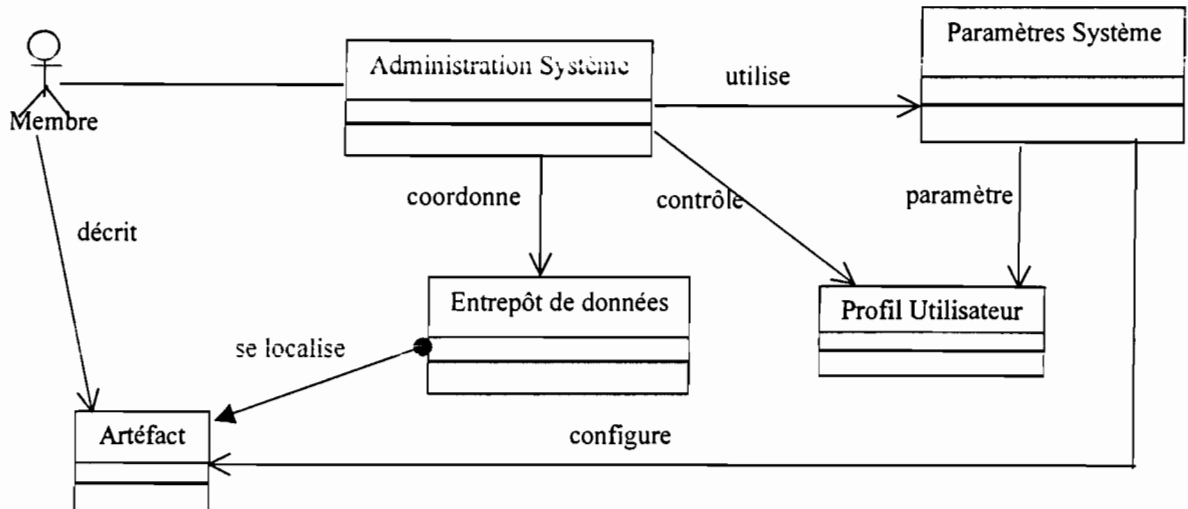 Paramètres Système
Administration Système
utilise
Membre
coordonne
contrôle
paramètre
décrit
Entrepôt de données
Profil Utilisateur
se localise
Artéfact
configure